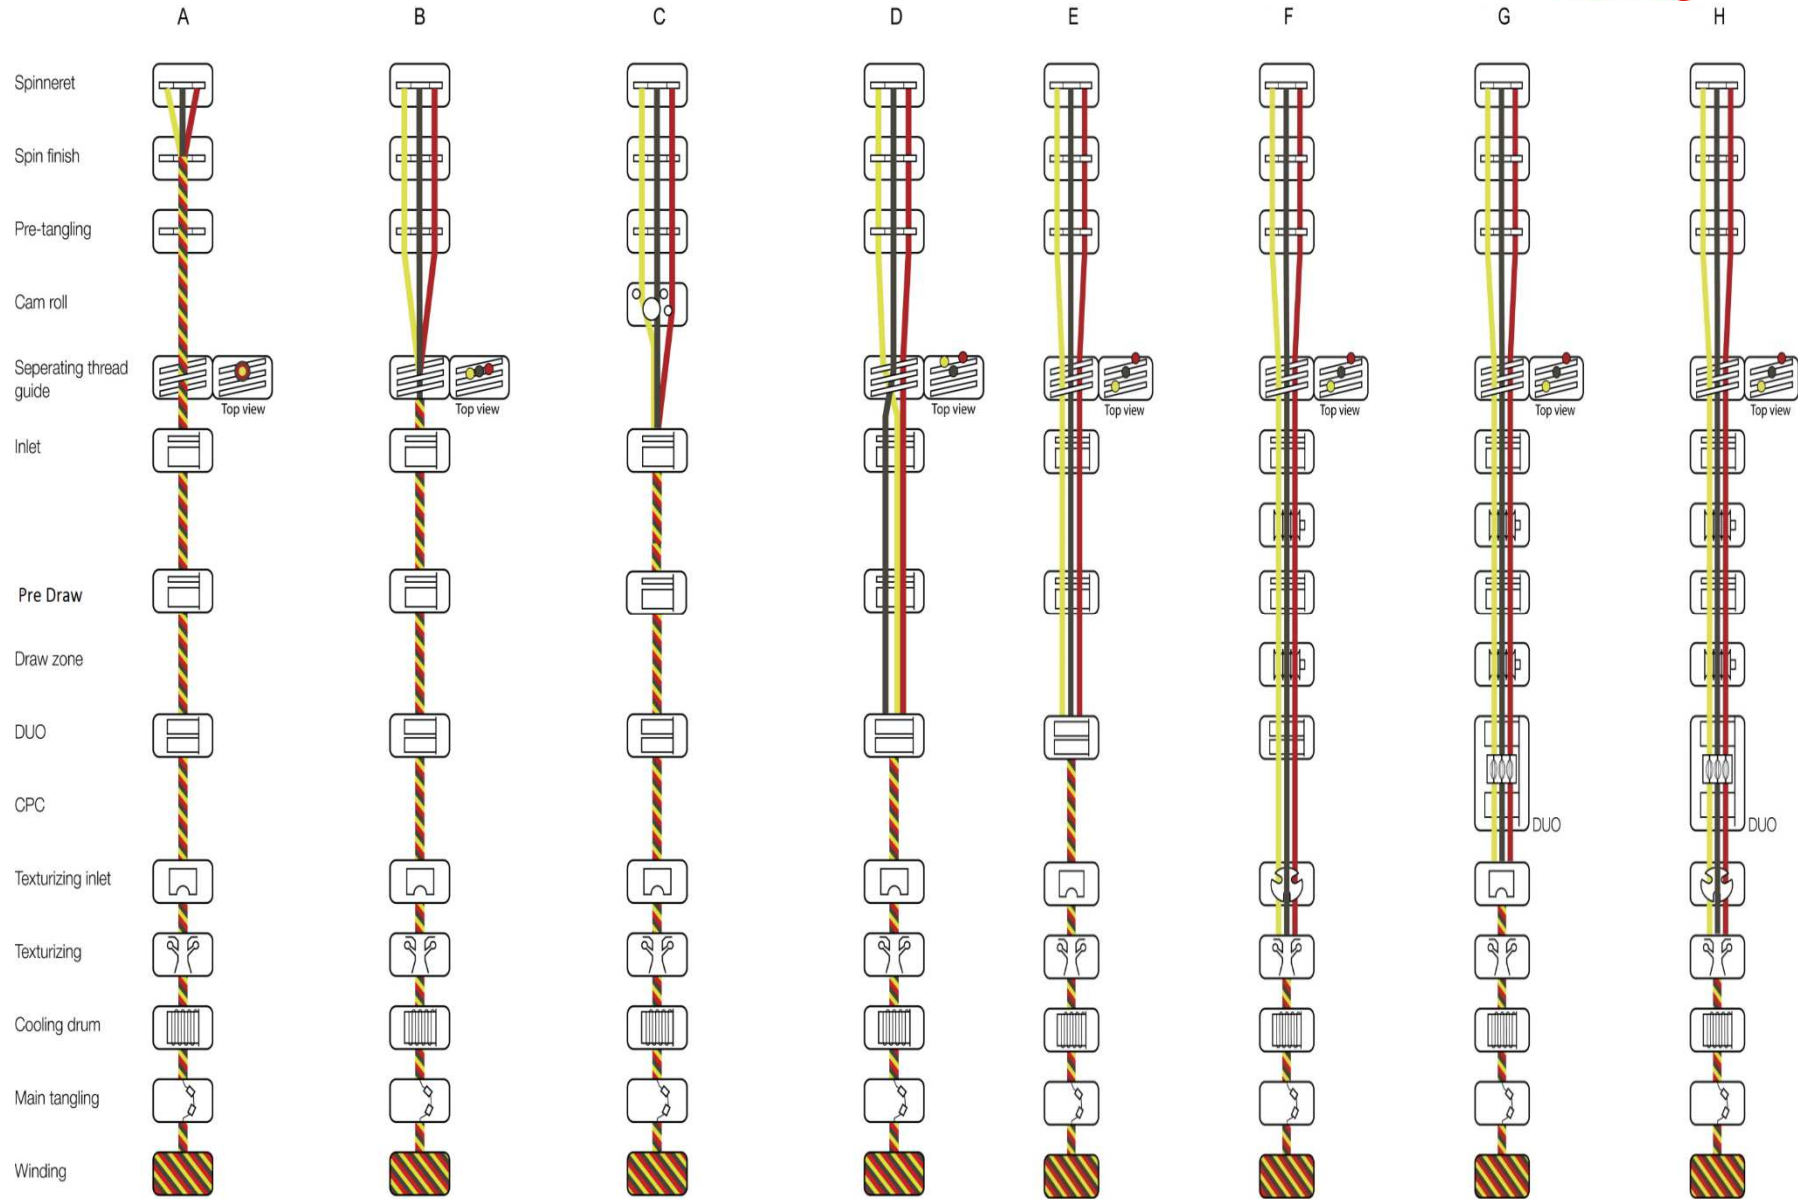 A B C D E F G H
Spinneret
Spin finish
Pre-tangling
Cam roll
Seperating thread
guide
Top view Top view Top view Top view Top view Top view Top view
Inlet
Pre Draw
Draw zone
DUO
CPC
DUO DUO
Texturizing inlet
Texturizing
Cooling drum
Main tangling
Winding